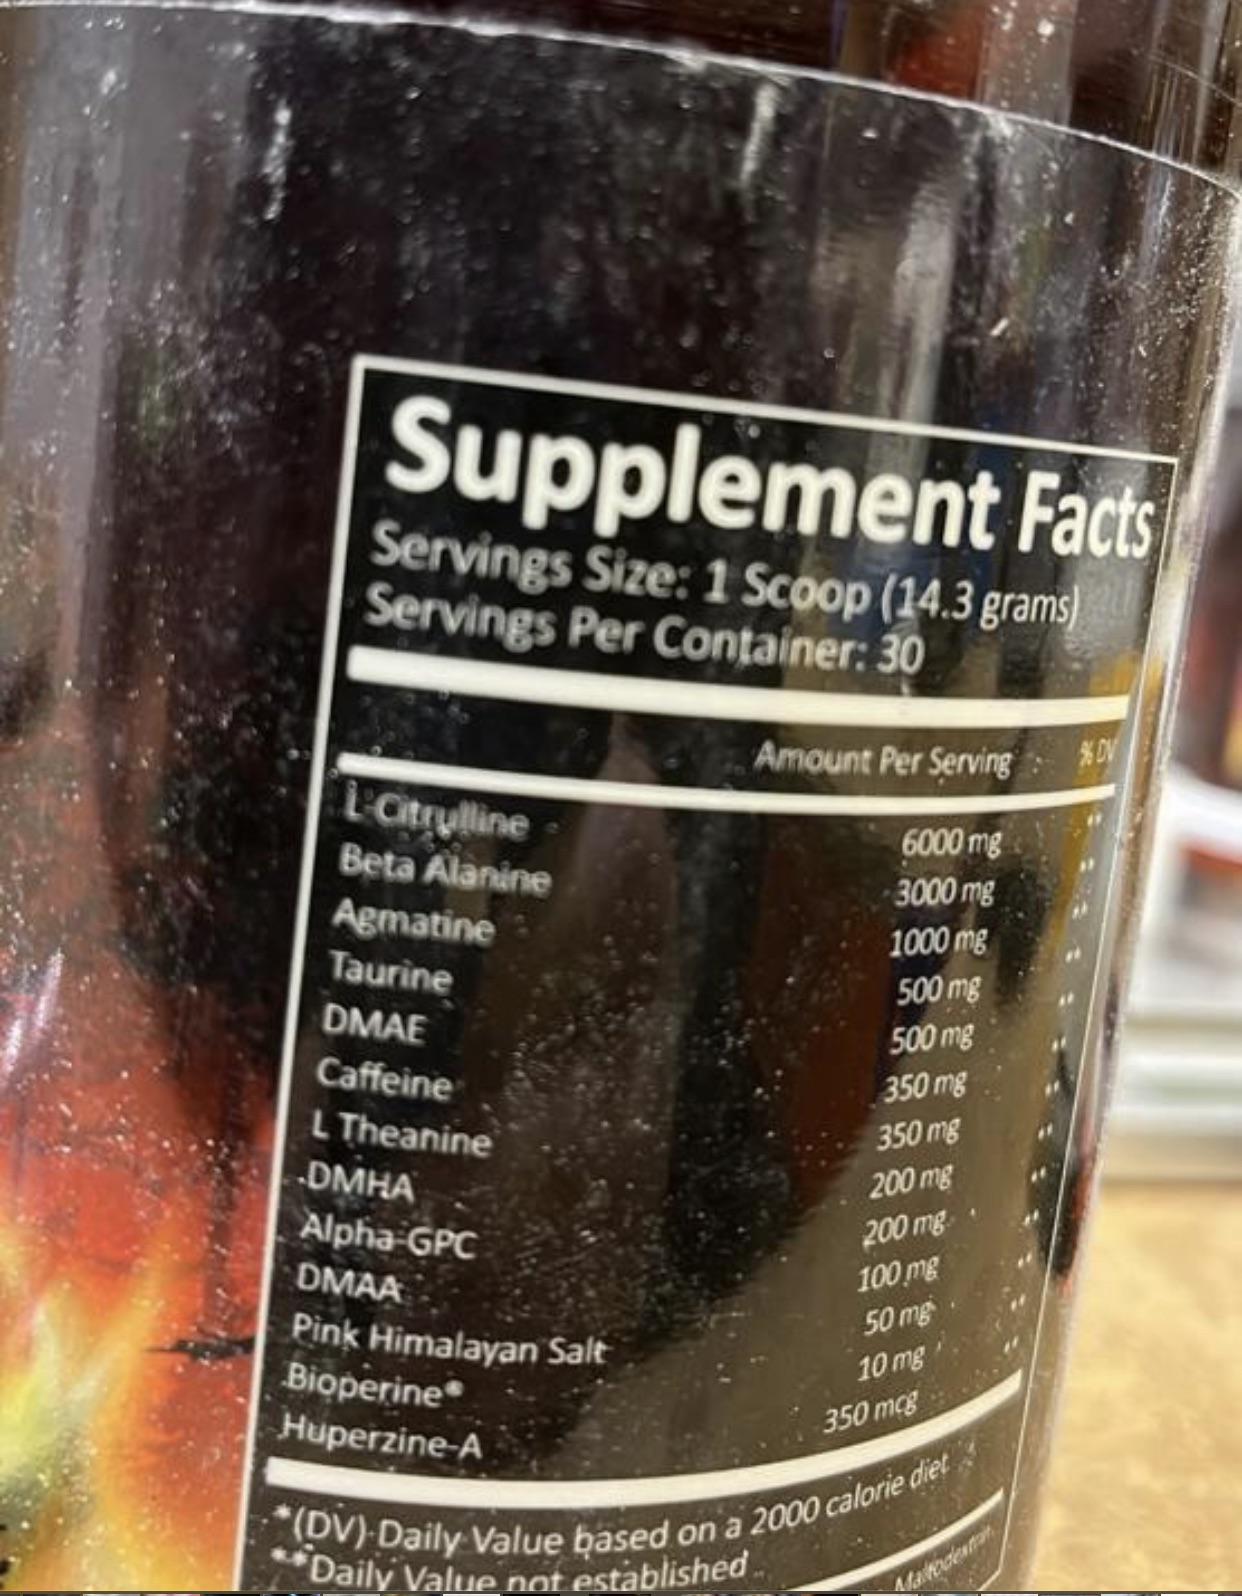 Supplement Facts
Servings Size: 1 Scoop (14.3 grams)
Servings Per Container: 30
Amount Per Serving % DV
L-Citrulline 6000 mg **
Beta Alanine 3000 mg **
Agmatine 1000 mg **
Taurine 500 mg **
DMAE 500 mg **
Caffeine 350 mg **
L Theanine 350 mg **
DMHA 200 mg **
Alpha-GPC 200 mg **
DMAA 100 mg **
Pink Himalayan Salt 50 mg **
Bioperine® 10 mg **
Huperzine-A 350 mcg
*(DV) Daily Value based on a 2000 calorie diet
**Daily Value not established
Maltodextrin,